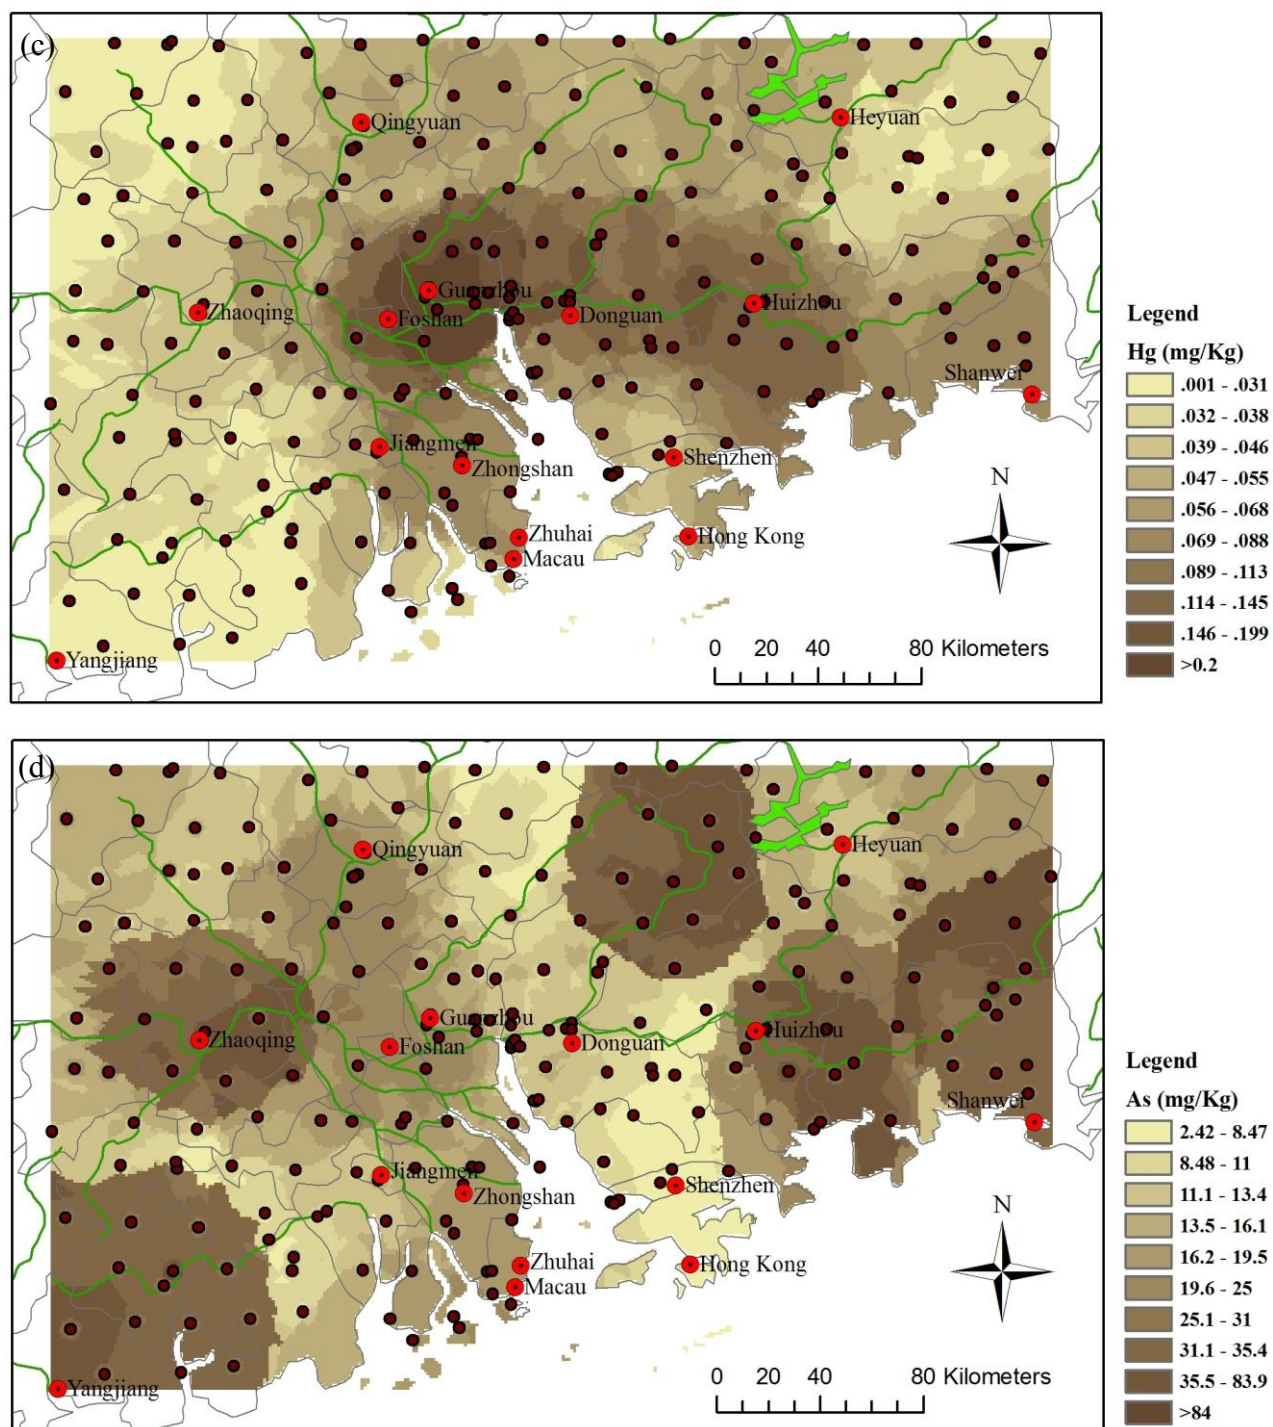 (c)
Qingyuan
Heyuan
Guangzhou
Zhaoqing
Foshan
Donguan
Huizhou
Shanwei
Jiangmen
Zhongshan
Shenzhen
Zhuhai
Hong Kong
Macau
Yangjiang
N
0 20 40 80 Kilometers
Legend
Hg (mg/Kg)
.001 - .031
.032 - .038
.039 - .046
.047 - .055
.056 - .068
.069 - .088
.089 - .113
.114 - .145
.146 - .199
>0.2
(d)
Qingyuan
Heyuan
Guangzhou
Zhaoqing
Foshan
Donguan
Huizhou
Shanwei
Jiangmen
Zhongshan
Shenzhen
Zhuhai
Hong Kong
Macau
Yangjiang
N
0 20 40 80 Kilometers
Legend
As (mg/Kg)
2.42 - 8.47
8.48 - 11
11.1 - 13.4
13.5 - 16.1
16.2 - 19.5
19.6 - 25
25.1 - 31
31.1 - 35.4
35.5 - 83.9
>84